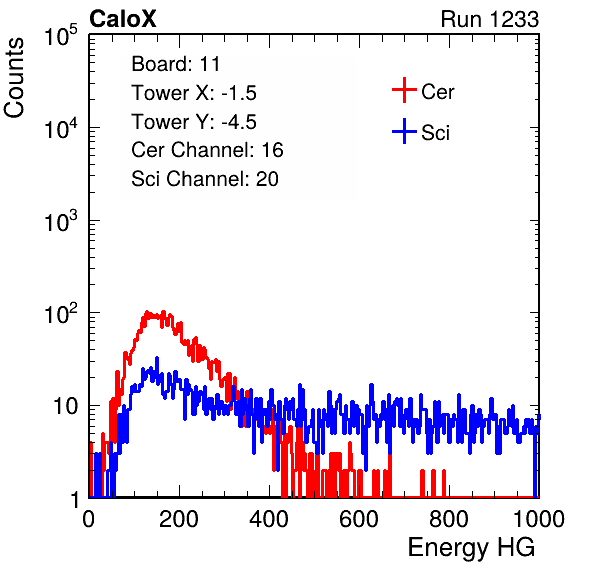 CaloX Run 1233
Counts
10^5
10^4
10^3
10^2
10
1
Board: 11
Tower X: -1.5
Tower Y: -4.5
Cer Channel: 16
Sci Channel: 20
Cer
Sci
0 200 400 600 800 1000
Energy HG